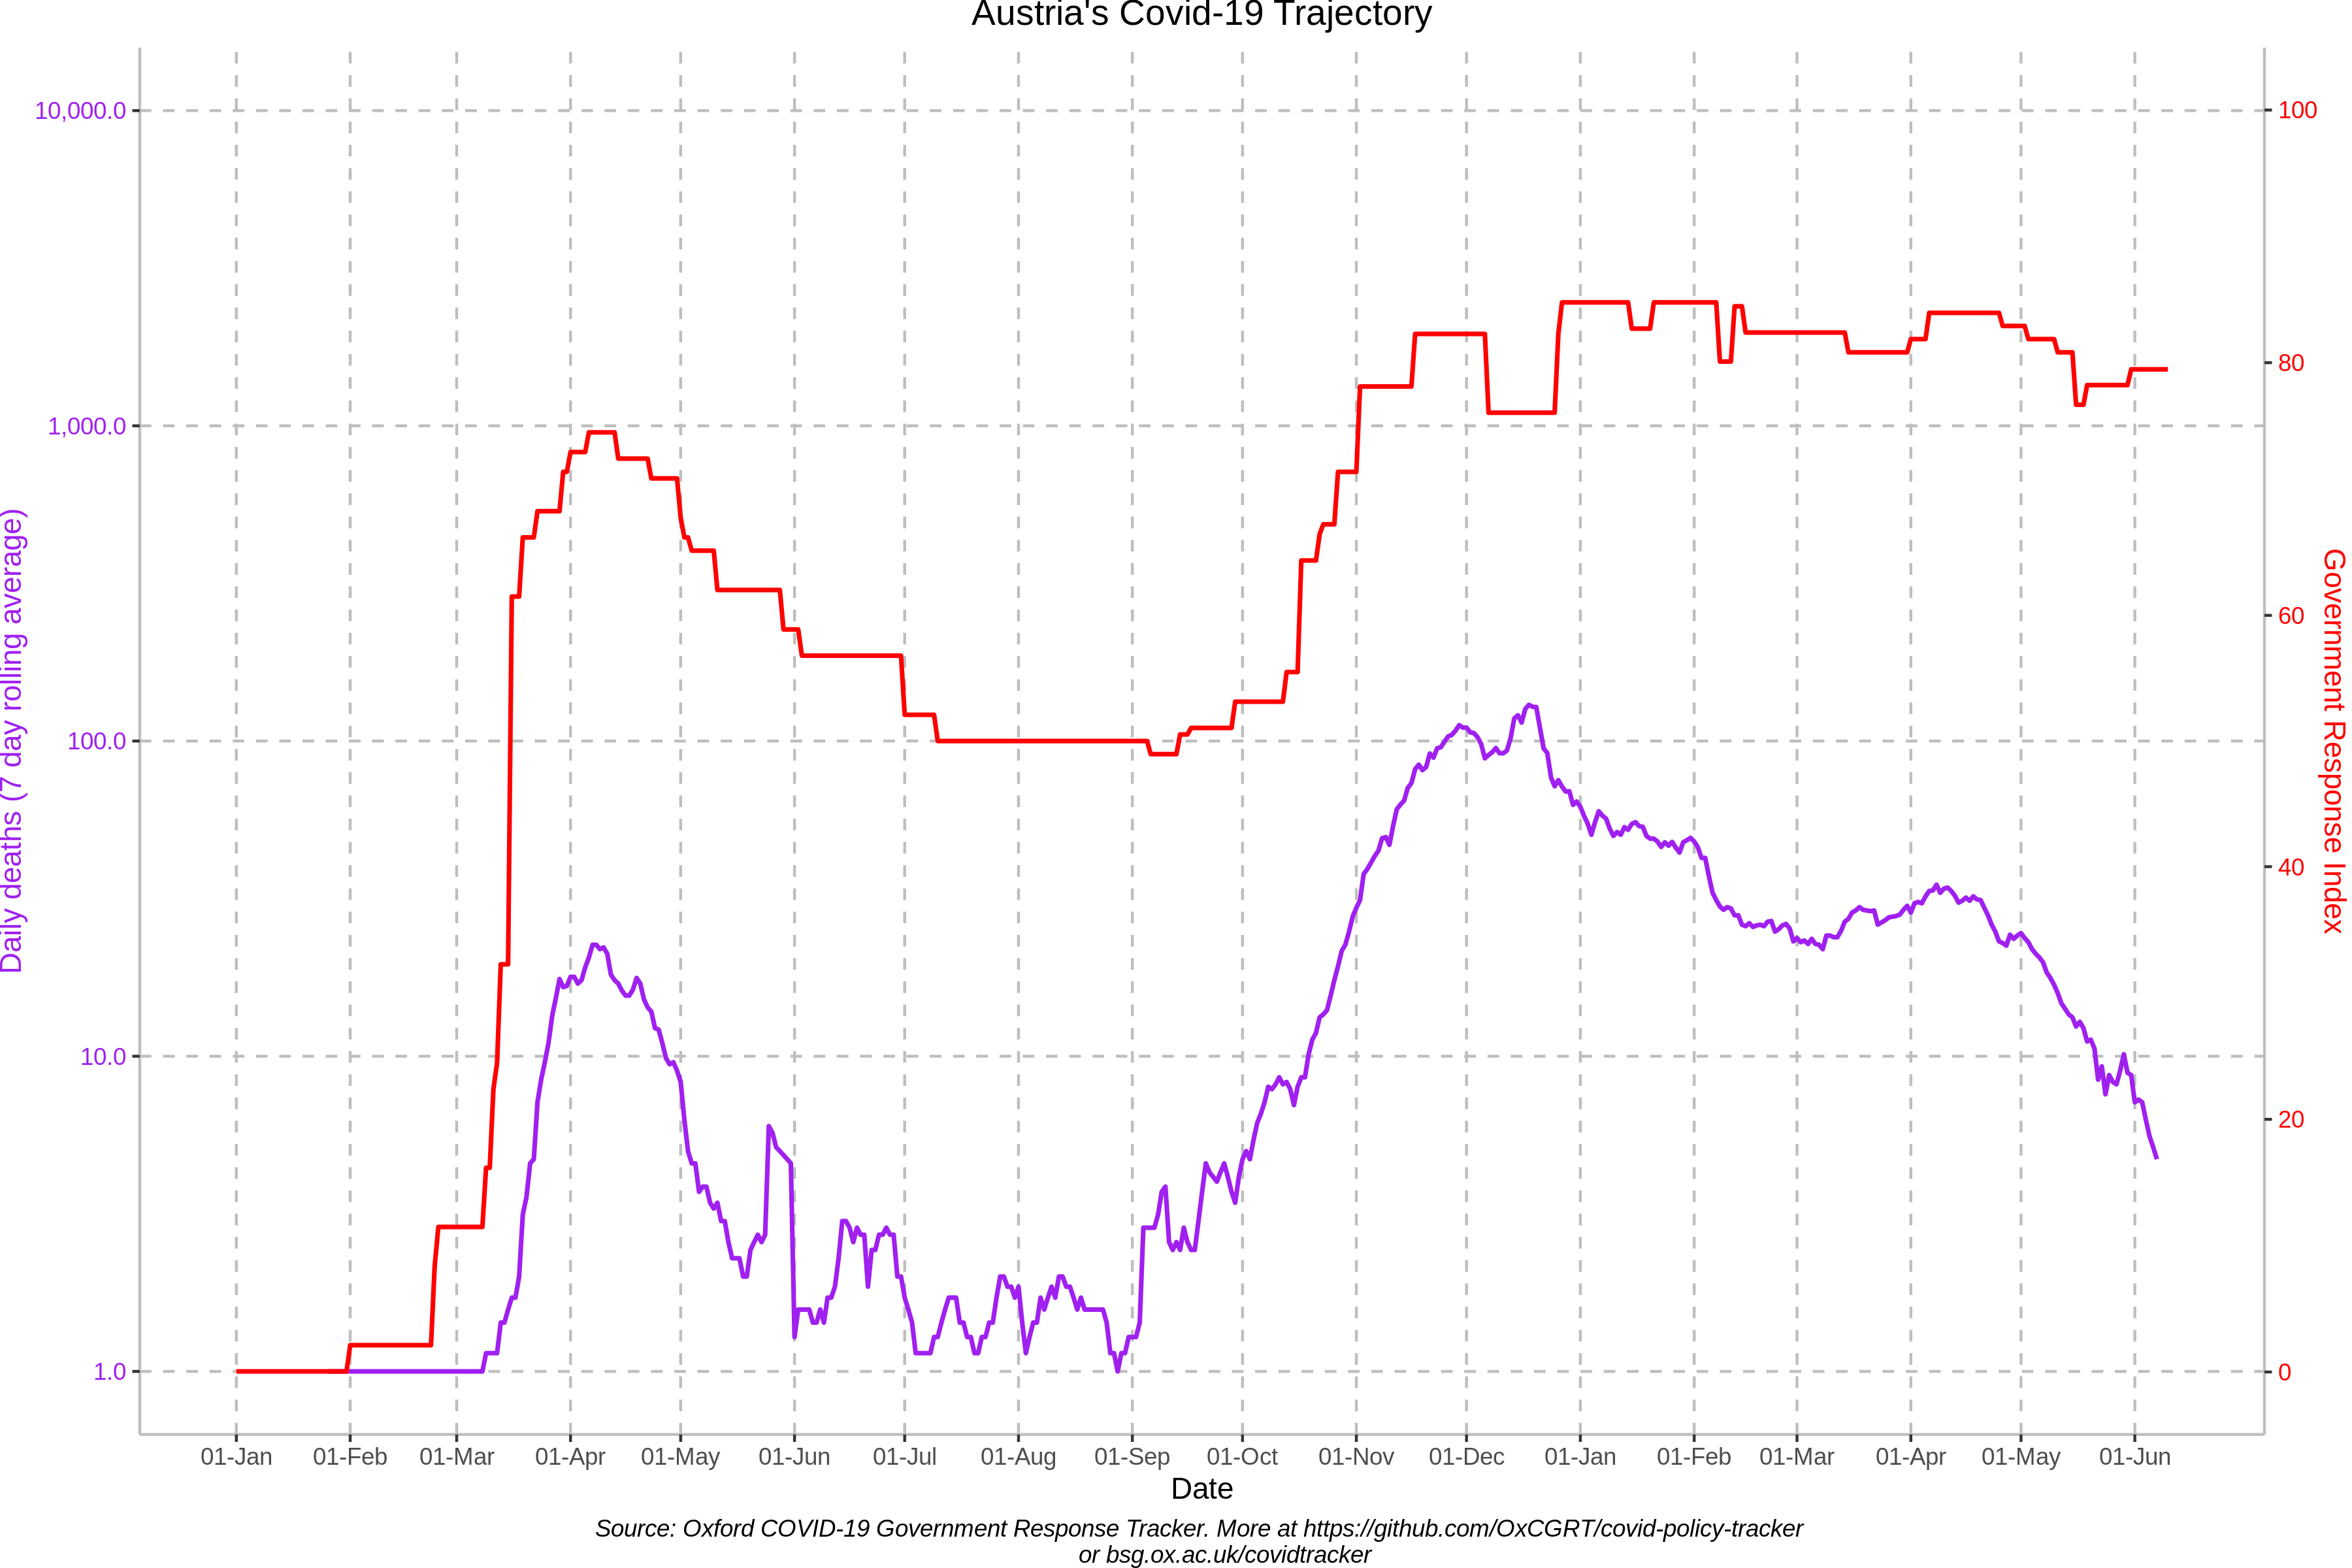 Austria's Covid-19 Trajectory
10,000.0
1,000.0
100.0
10.0
1.0
Daily deaths (7 day rolling average)
100
80
60
40
20
0
Government Response Index
01-Jan 01-Feb 01-Mar 01-Apr 01-May 01-Jun 01-Jul 01-Aug 01-Sep 01-Oct 01-Nov 01-Dec 01-Jan 01-Feb 01-Mar 01-Apr 01-May 01-Jun
Date
Source: Oxford COVID-19 Government Response Tracker. More at https://github.com/OxCGRT/covid-policy-tracker
or bsg.ox.ac.uk/covidtracker